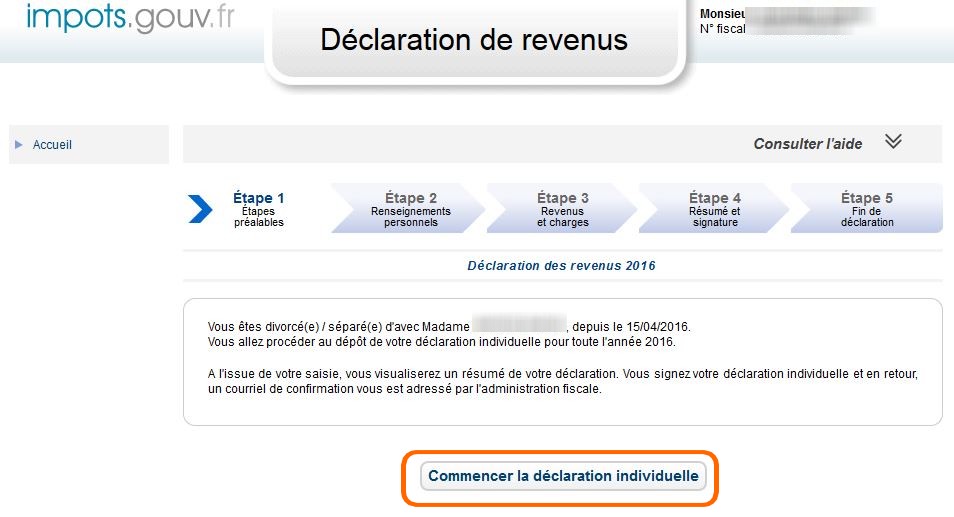 impots.gouv.fr
Déclaration de revenus
Monsieu
N° fiscal
Accueil
Consulter l'aide
Étape 1
Étapes
préalables
Étape 2
Renseignements
personnels
Étape 3
Revenus
et charges
Étape 4
Résumé et
signature
Étape 5
Fin de
déclaration
Déclaration des revenus 2016
Vous êtes divorcé(e) / séparé(e) d'avec Madame , depuis le 15/04/2016.
Vous allez procéder au dépôt de votre déclaration individuelle pour toute l'année 2016.
A l'issue de votre saisie, vous visualiserez un résumé de votre déclaration. Vous signez votre déclaration individuelle et en retour,
un courriel de confirmation vous est adressé par l'administration fiscale.
Commencer la déclaration individuelle